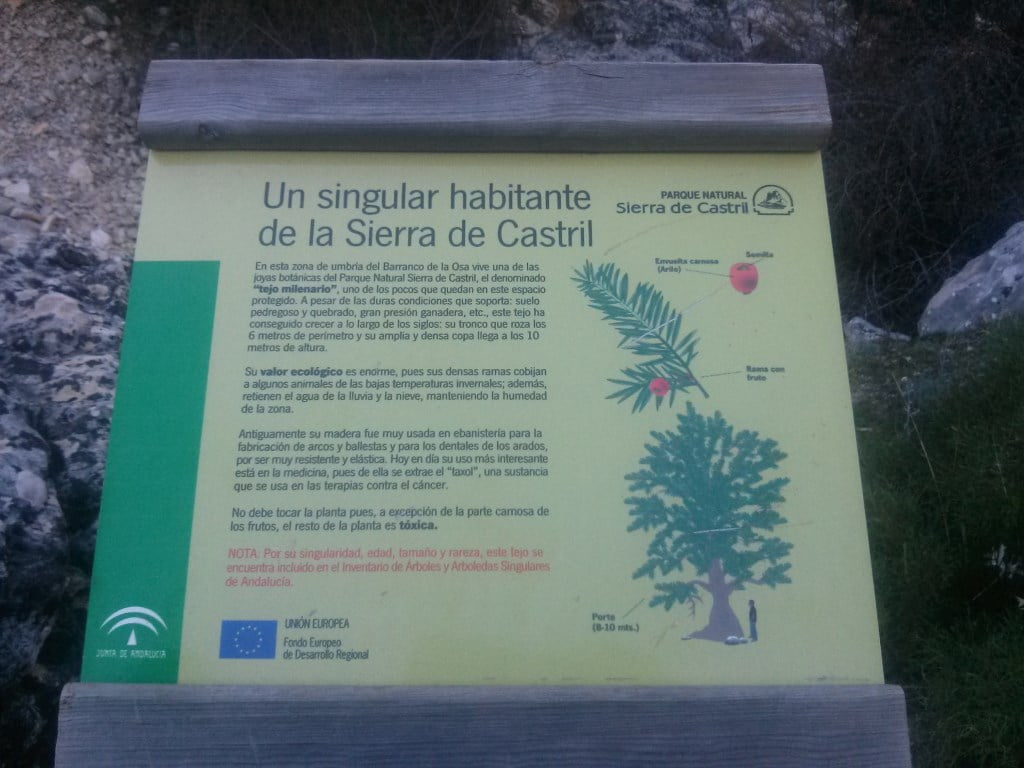 Un singular habitante
de la Sierra de Castril
PARQUE NATURAL
Sierra de Castril
En esta zona de umbría del Barranco de la Osa vive una de las
joyas botánicas del Parque Natural Sierra de Castril, el denominado
"tejo milenario", uno de los pocos que quedan en este espacio
protegido. A pesar de las duras condiciones que soporta: suelo
pedregoso y quebrado, gran presión ganadera, etc., este tejo ha
conseguido crecer a lo largo de los siglos: su tronco que roza los
6 metros de perímetro y su amplia y densa copa llega a los 10
metros de altura.
Su valor ecológico es enorme, pues sus densas ramas cobijan
a algunos animales de las bajas temperaturas invernales; además,
retienen el agua de la lluvia y la nieve, manteniendo la humedad
de la zona.
Antiguamente su madera fue muy usada en ebanistería para la
fabricación de arcos y ballestas y para los dentales de los arados,
por ser muy resistente y elástica. Hoy en día su uso más interesante
está en la medicina, pues de ella se extrae el "taxol", una sustancia
que se usa en las terapias contra el cáncer.
No debe tocar la planta pues, a excepción de la parte carnosa de
los frutos, el resto de la planta es tóxica.
NOTA: Por su singularidad, edad, tamaño y rareza, este tejo se
encuentra incluido en el Inventario de Árboles y Arboledas Singulares
de Andalucía.
Semilla
Envuelta carnosa
(Arilo)
Rama con
fruto
Porte
(8-10 mts.)
JUNTA DE ANDALUCIA
UNIÓN EUROPEA
Fondo Europeo
de Desarrollo Regional